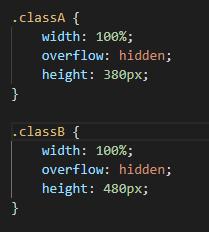 .classA {
    width: 100%;
    overflow: hidden;
    height: 380px;
}

.classB {
    width: 100%;
    overflow: hidden;
    height: 480px;
}